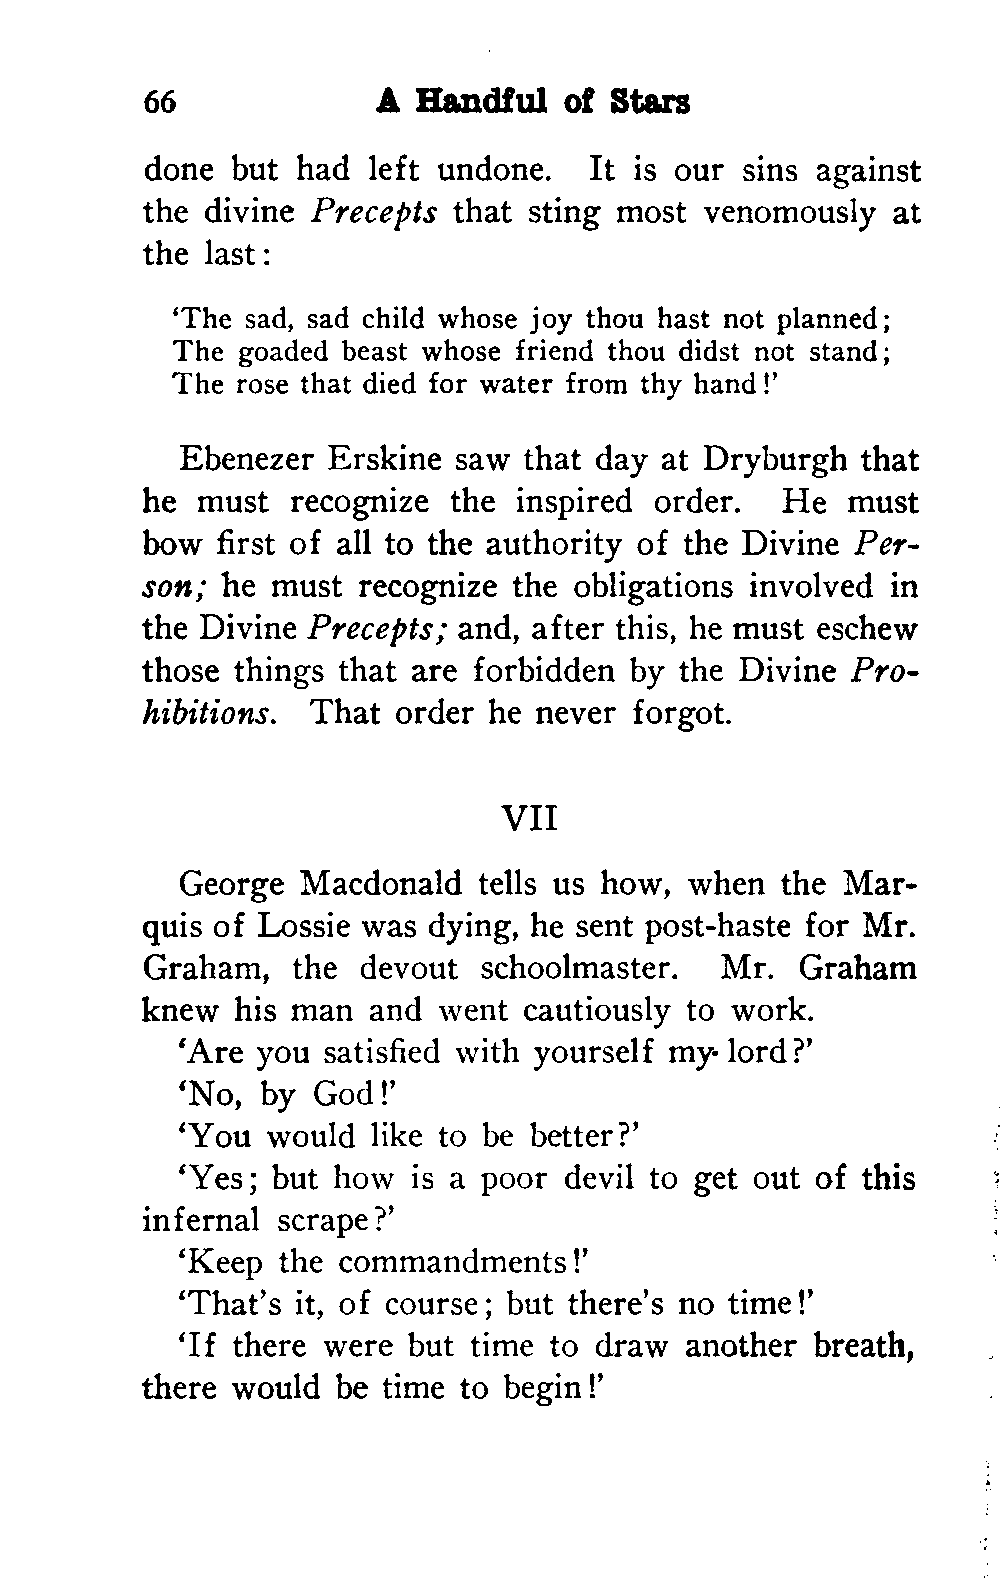 66 A Handful of Stars
done but had left undone. It is our sins against
the divine Precepts that sting most venomously at
the last:
‘The sad, sad child whose joy thou hast not planned;
The goaded beast whose friend thou didst not stand;
The rose that died for water from thy hand!’
Ebenezer Erskine saw that day at Dryburgh that
he must recognize the inspired order. He must
bow first of all to the authority of the Divine Per-
son; he must recognize the obligations involved in
the Divine Precepts; and, after this, he must eschew
those things that are forbidden by the Divine Pro-
hibitions. That order he never forgot.
VII
George Macdonald tells us how, when the Mar-
quis of Lossie was dying, he sent post-haste for Mr.
Graham, the devout schoolmaster. Mr. Graham
knew his man and went cautiously to work.
‘Are you satisfied with yourself my lord?’
‘No, by God!’
‘You would like to be better?’
‘Yes; but how is a poor devil to get out of this
infernal scrape?’
‘Keep the commandments!’
‘That’s it, of course; but there’s no time!’
‘If there were but time to draw another breath,
there would be time to begin!’